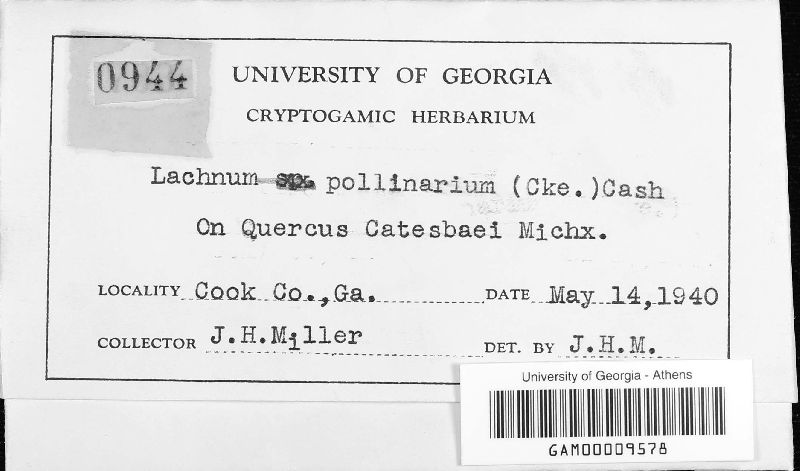 0944
UNIVERSITY OF GEORGIA
CRYPTOGAMIC HERBARIUM
Lachnum sp. pollinarium (Cke.)Cash
On Quercus Catesbaei Michx.
LOCALITY Cook Co.,Ga. DATE May 14,1940
COLLECTOR J.H.Miller DET. BY J.H.M.
University of Georgia - Athens
GAM00009578